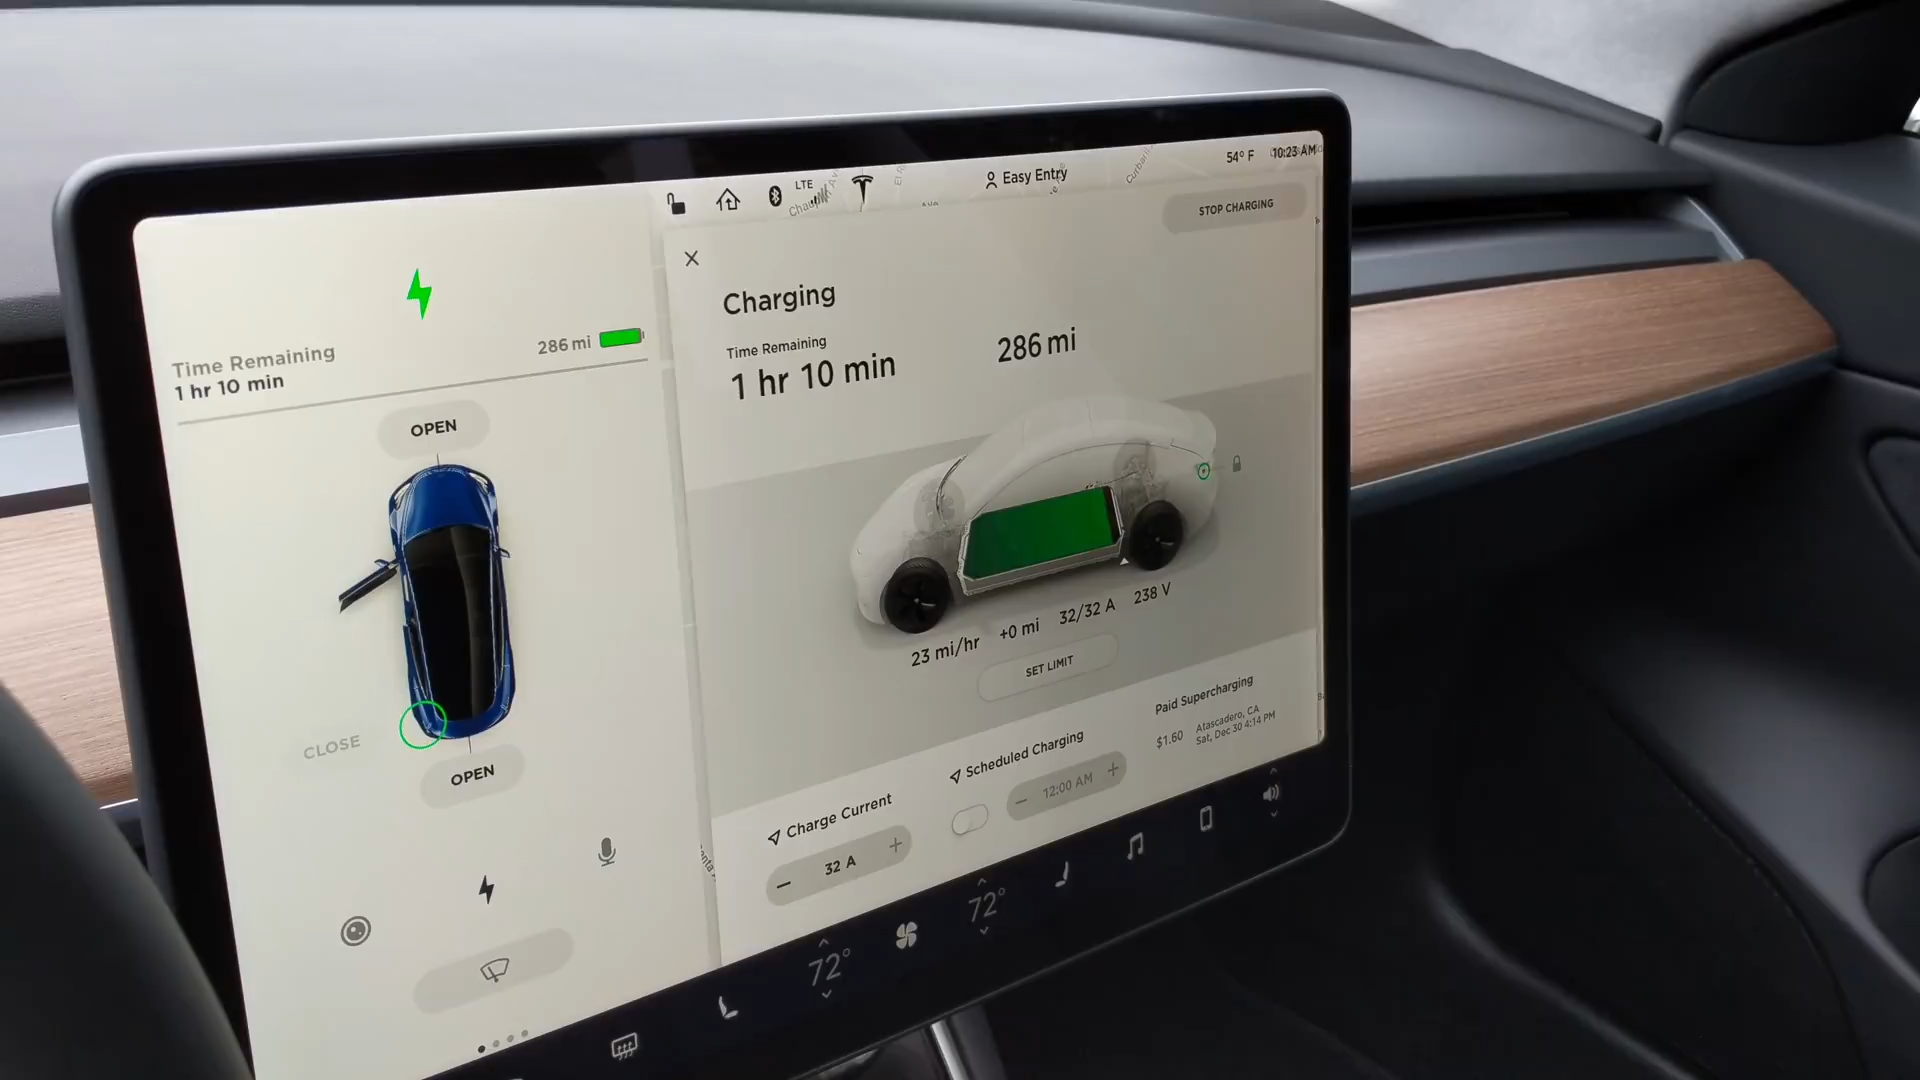 Time Remaining
1 hr 10 min
286 mi
OPEN
CLOSE
OPEN
LTE
Easy Entry
54° F
10:23 AM
STOP CHARGING
Charging
Time Remaining
1 hr 10 min
286 mi
23 mi/hr +0 mi 32/32 A 238 V
SET LIMIT
Charge Current
− 32 A +
Scheduled Charging
− 12:00 AM +
Paid Supercharging
$1.60
Atascadero, CA
Sat, Dec 30 4:14 PM
72°
72°